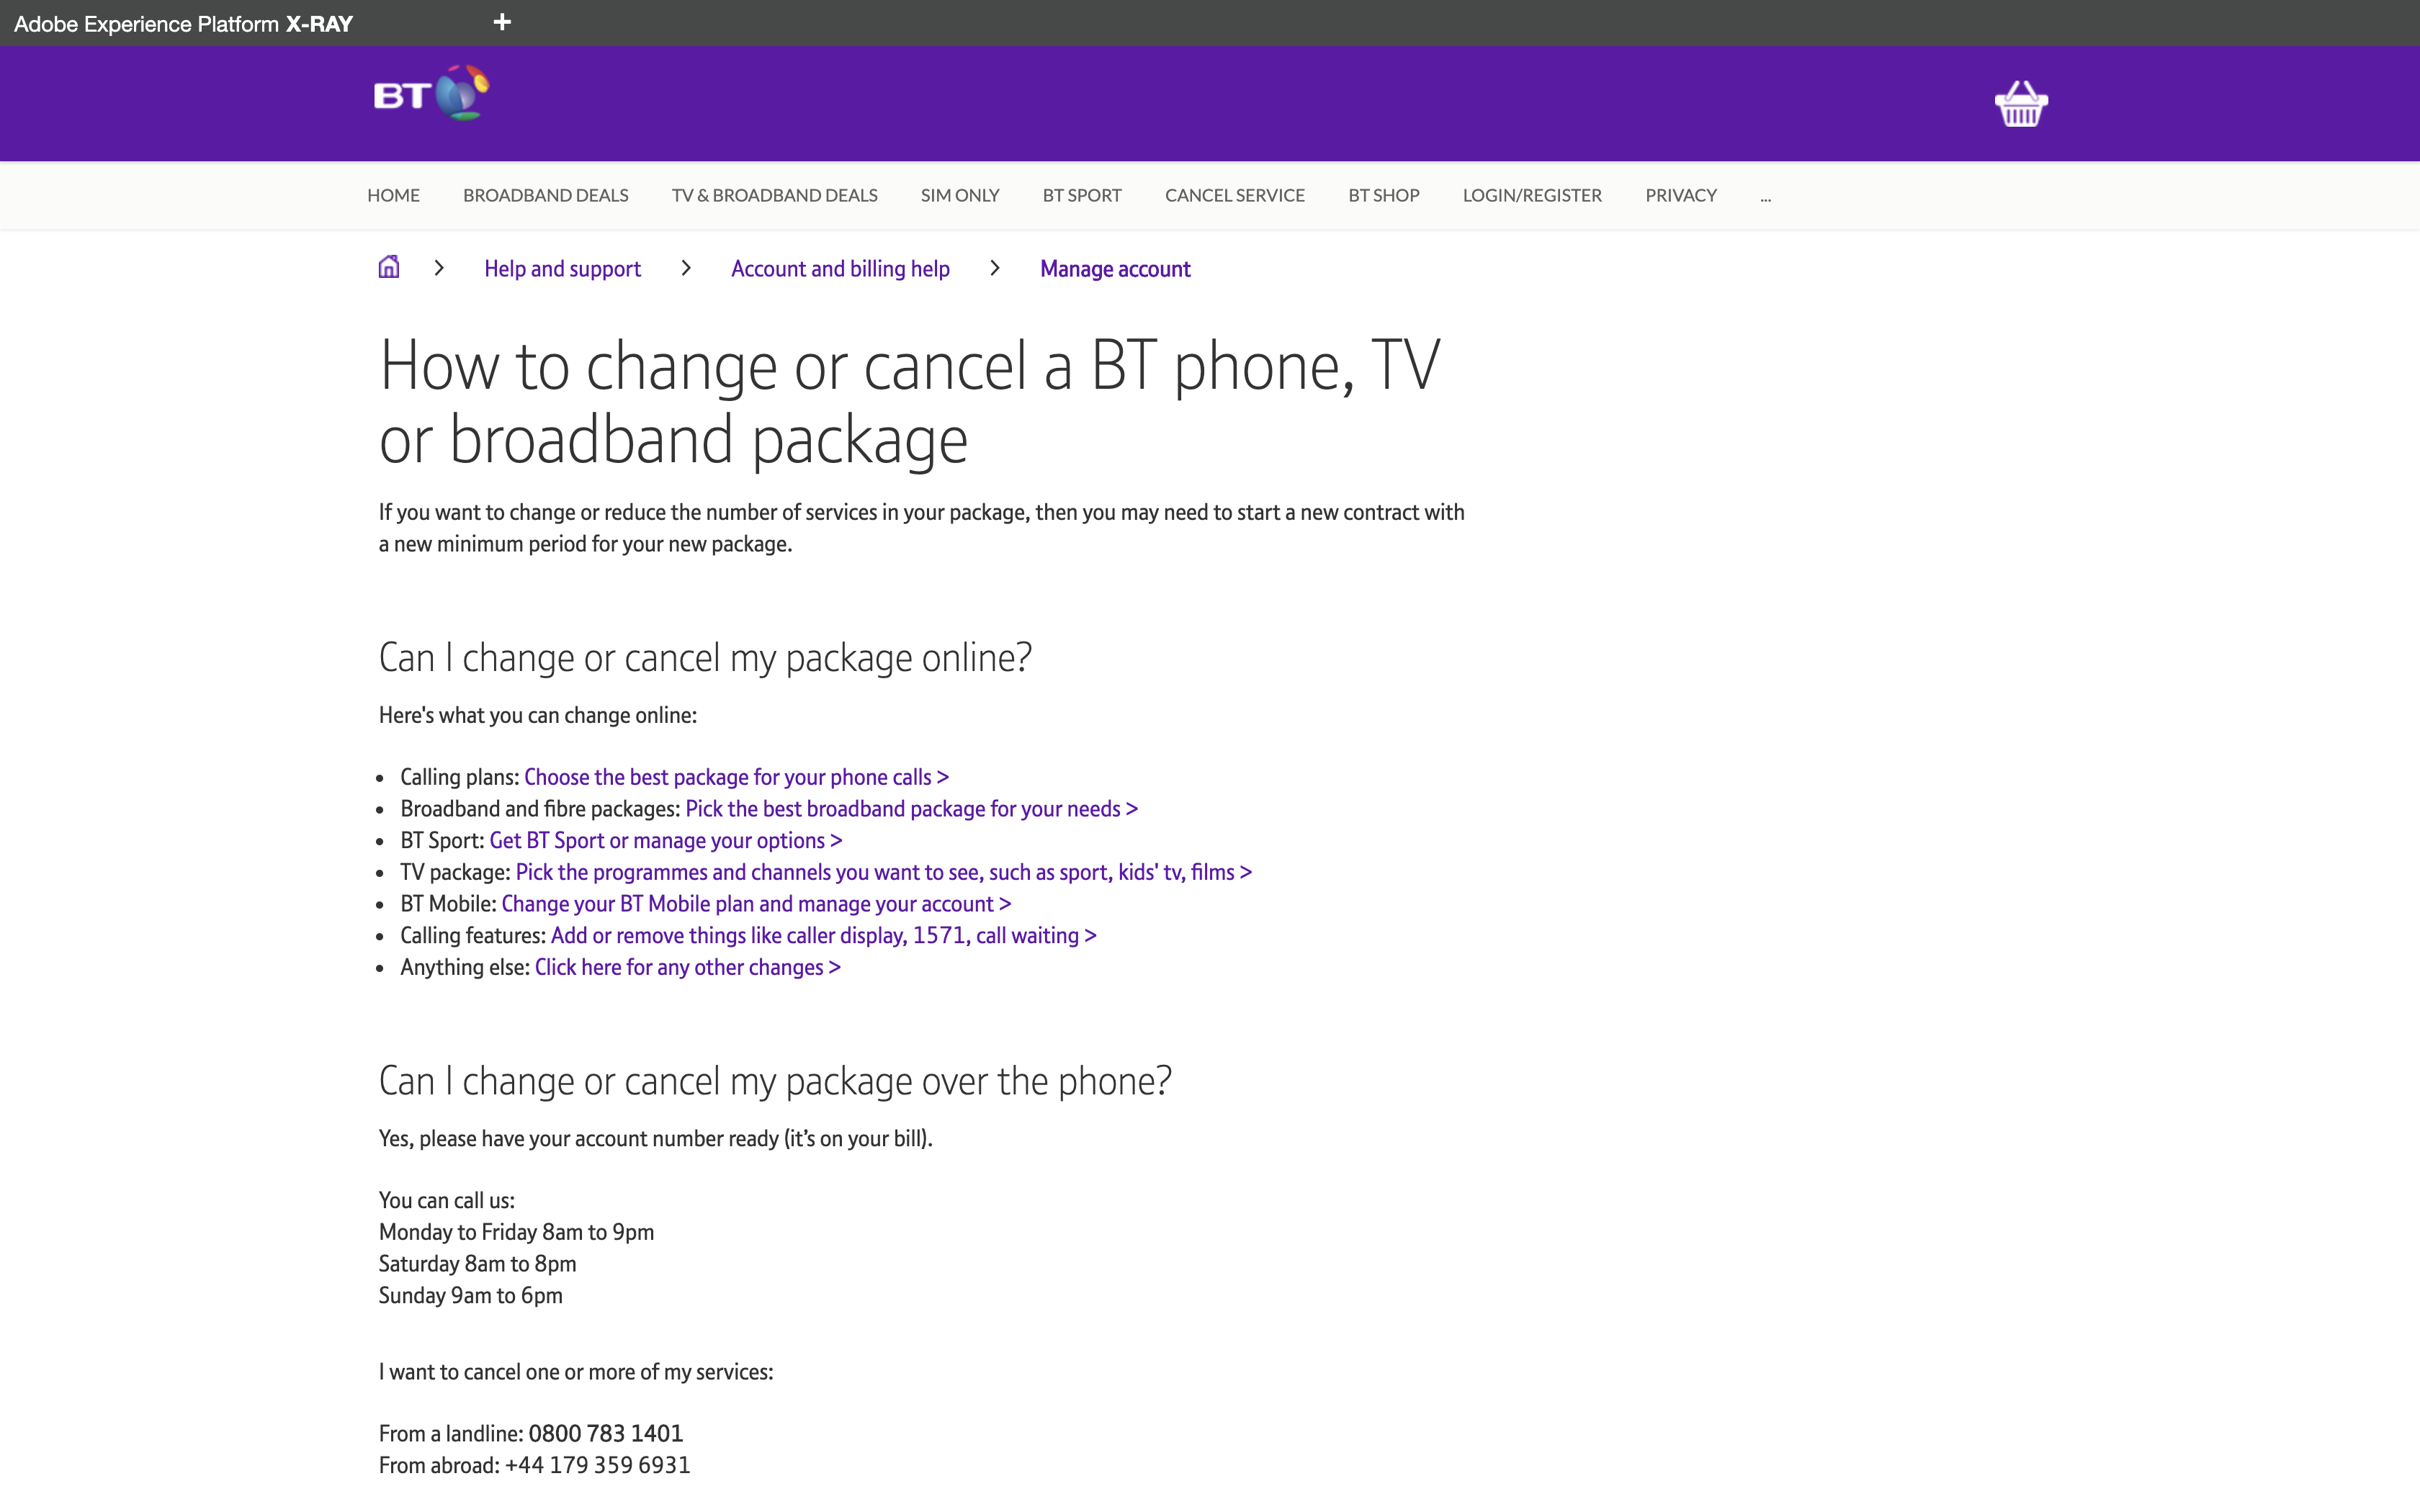 Adobe Experience Platform X-RAY +
BT
HOME BROADBAND DEALS TV & BROADBAND DEALS SIM ONLY BT SPORT CANCEL SERVICE BT SHOP LOGIN/REGISTER PRIVACY ...
Help and support > Account and billing help > Manage account
How to change or cancel a BT phone, TV
or broadband package
If you want to change or reduce the number of services in your package, then you may need to start a new contract with
a new minimum period for your new package.
Can I change or cancel my package online?
Here's what you can change online:
• Calling plans: Choose the best package for your phone calls >
• Broadband and fibre packages: Pick the best broadband package for your needs >
• BT Sport: Get BT Sport or manage your options >
• TV package: Pick the programmes and channels you want to see, such as sport, kids' tv, films >
• BT Mobile: Change your BT Mobile plan and manage your account >
• Calling features: Add or remove things like caller display, 1571, call waiting >
• Anything else: Click here for any other changes >
Can I change or cancel my package over the phone?
Yes, please have your account number ready (it’s on your bill).
You can call us:
Monday to Friday 8am to 9pm
Saturday 8am to 8pm
Sunday 9am to 6pm
I want to cancel one or more of my services:
From a landline: 0800 783 1401
From abroad: +44 179 359 6931